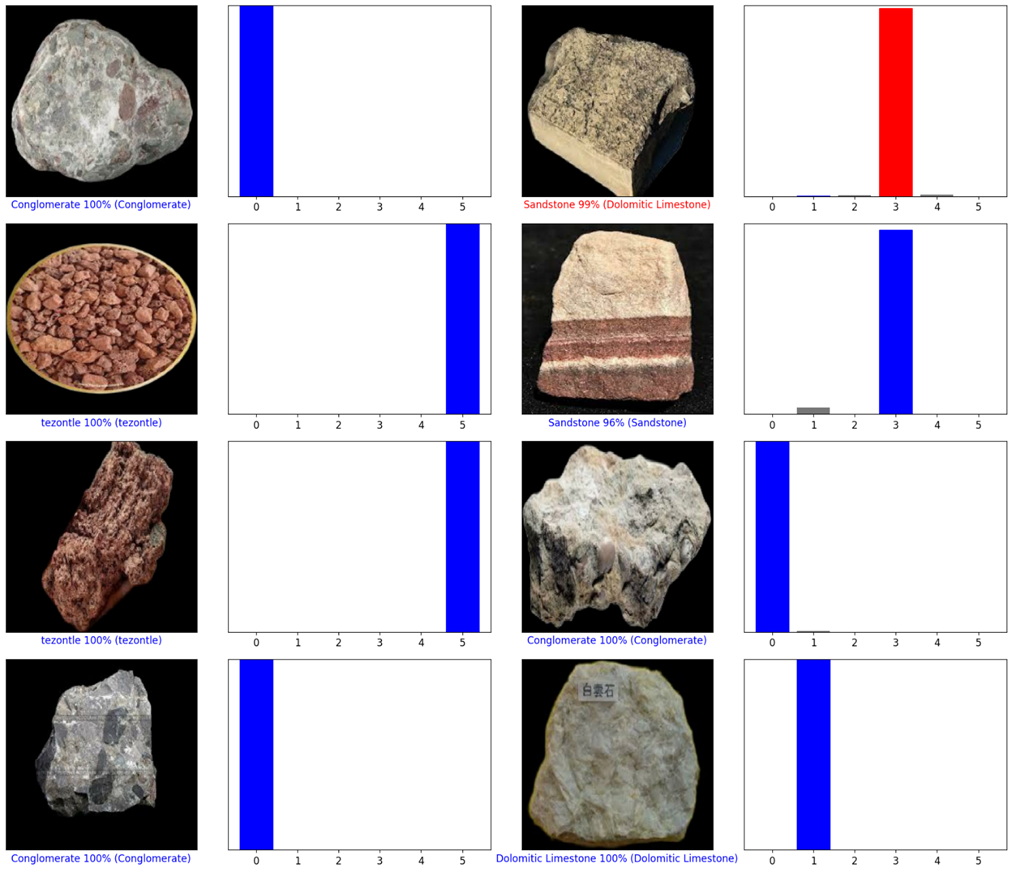 0 1 2 3 4 5
0 1 2 3 4 5
Conglomerate 100% (Conglomerate)
Sandstone 99% (Dolomitic Limestone)
0 1 2 3 4 5
0 1 2 3 4 5
tezontle 100% (tezontle)
Sandstone 96% (Sandstone)
0 1 2 3 4 5
0 1 2 3 4 5
tezontle 100% (tezontle)
Conglomerate 100% (Conglomerate)
白雲石
0 1 2 3 4 5
0 1 2 3 4 5
Conglomerate 100% (Conglomerate)
Dolomitic Limestone 100% (Dolomitic Limestone)